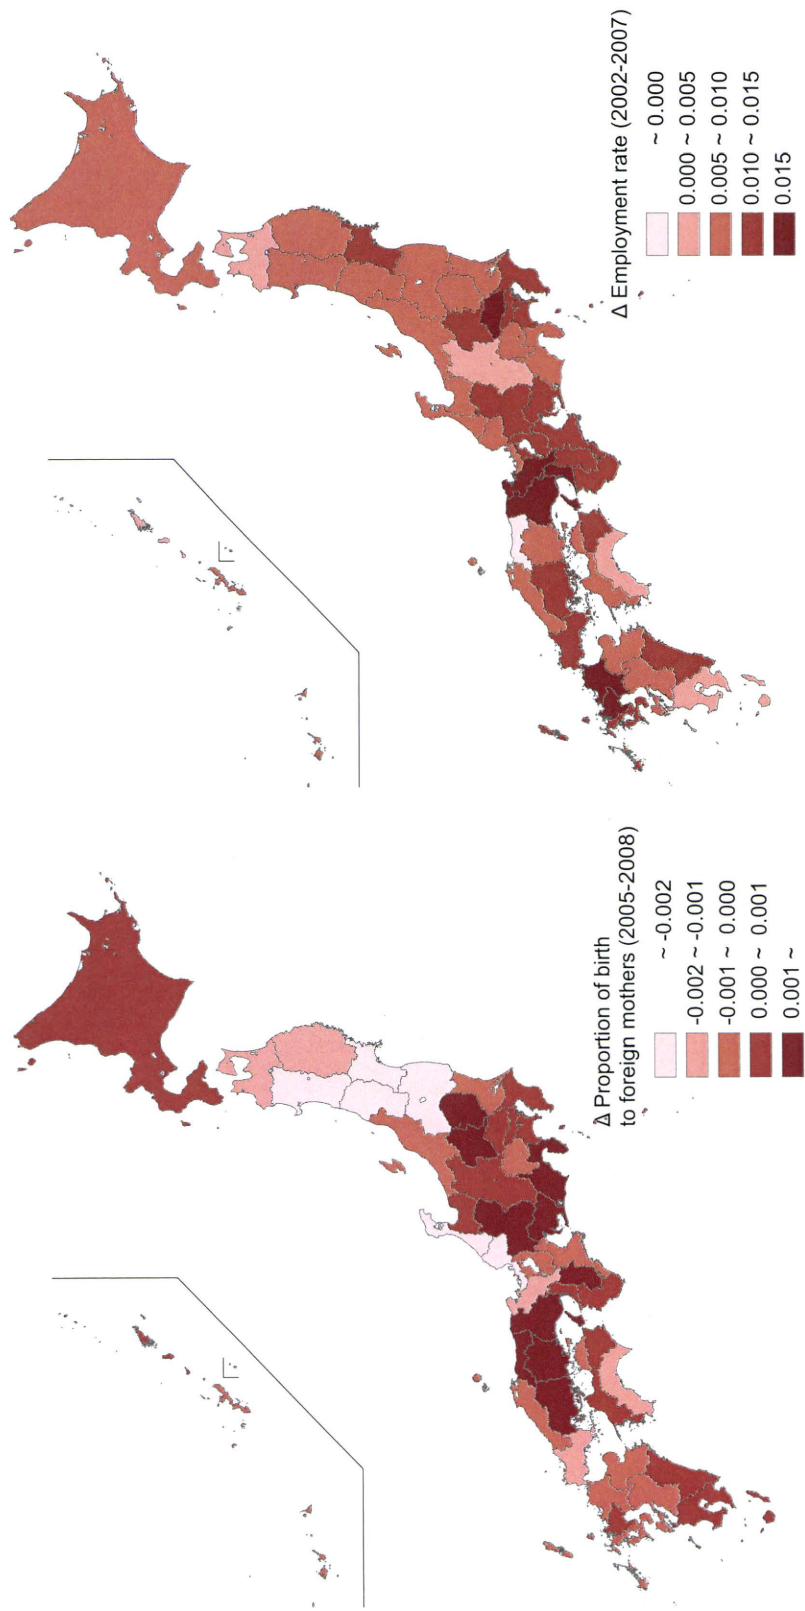 Δ Employment rate (2002-2007)
~ 0.000
0.000 ~ 0.005
0.005 ~ 0.010
0.010 ~ 0.015
0.015
Δ Proportion of birth
to foreign mothers (2005-2008)
~ -0.002
-0.002 ~ -0.001
-0.001 ~ 0.000
0.000 ~ 0.001
0.001 ~